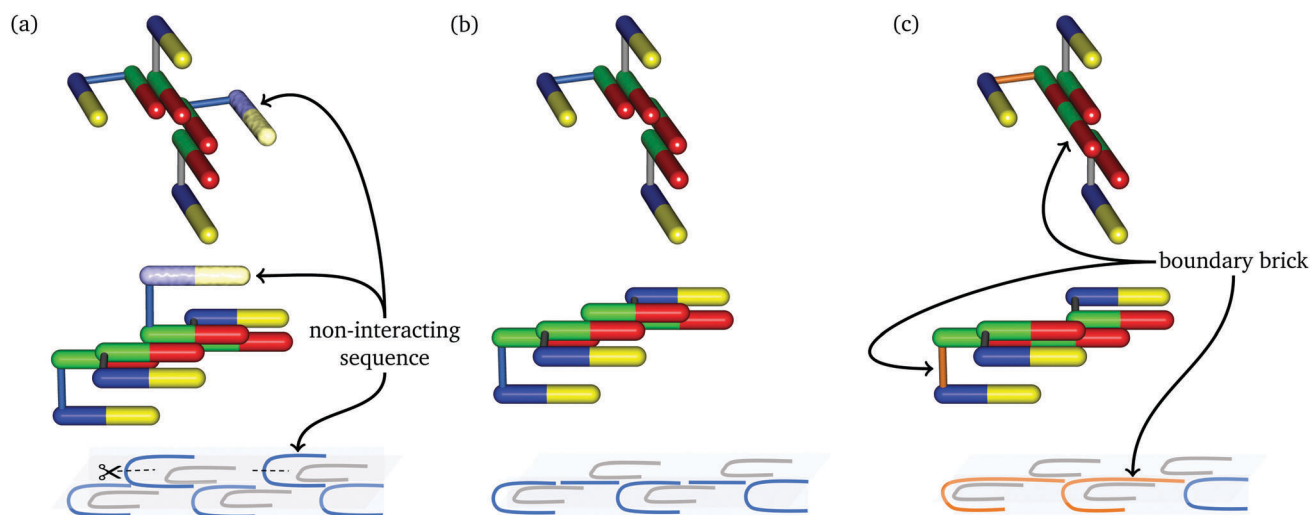 (a)
(b)
(c)
non-interacting
sequence
boundary brick